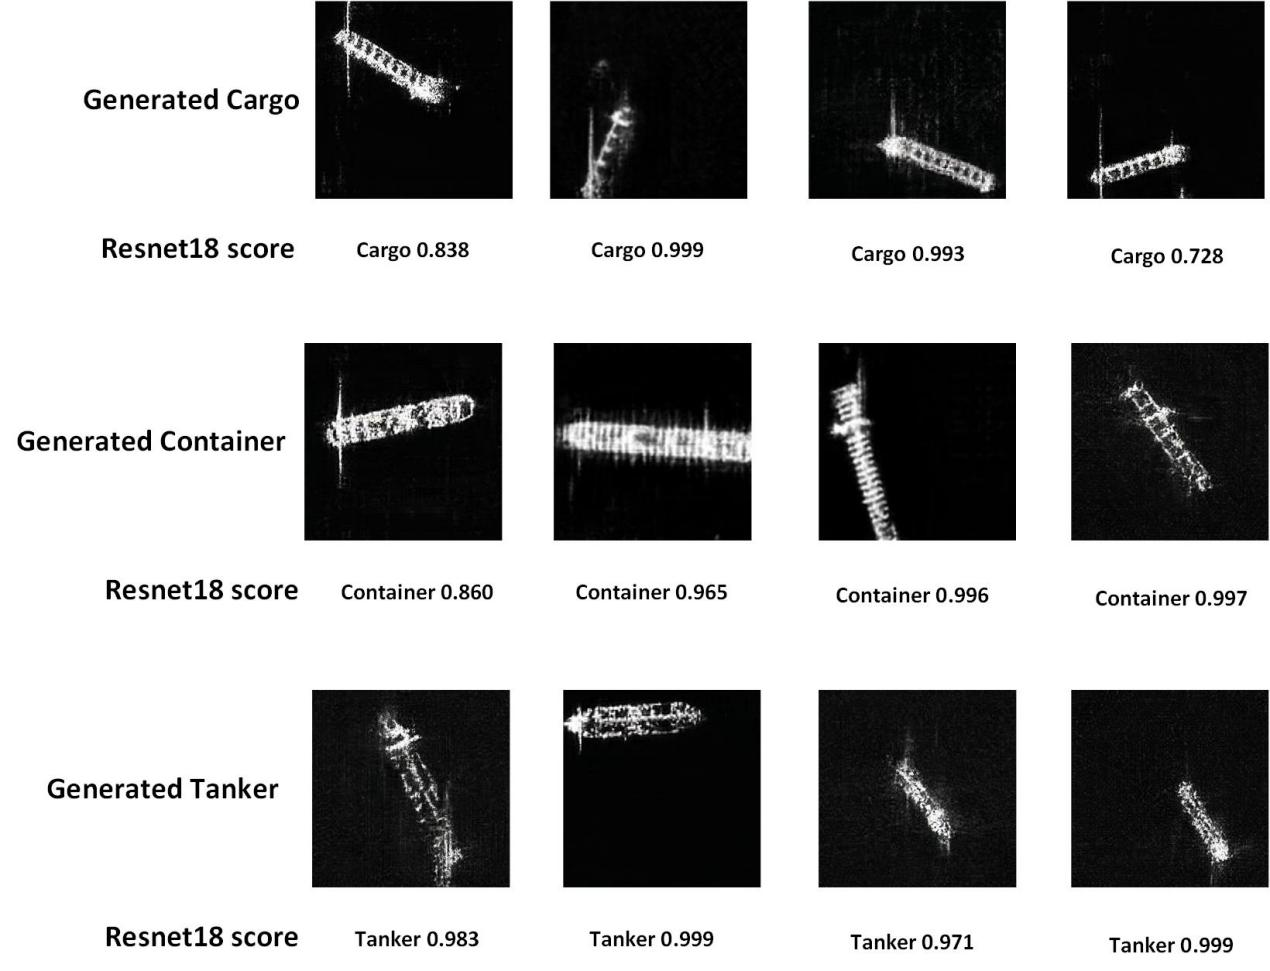 Generated Cargo
Resnet18 score
Cargo 0.838
Cargo 0.999
Cargo 0.993
Cargo 0.728
Generated Container
Resnet18 score
Container 0.860
Container 0.965
Container 0.996
Container 0.997
Generated Tanker
Resnet18 score
Tanker 0.983
Tanker 0.999
Tanker 0.971
Tanker 0.999